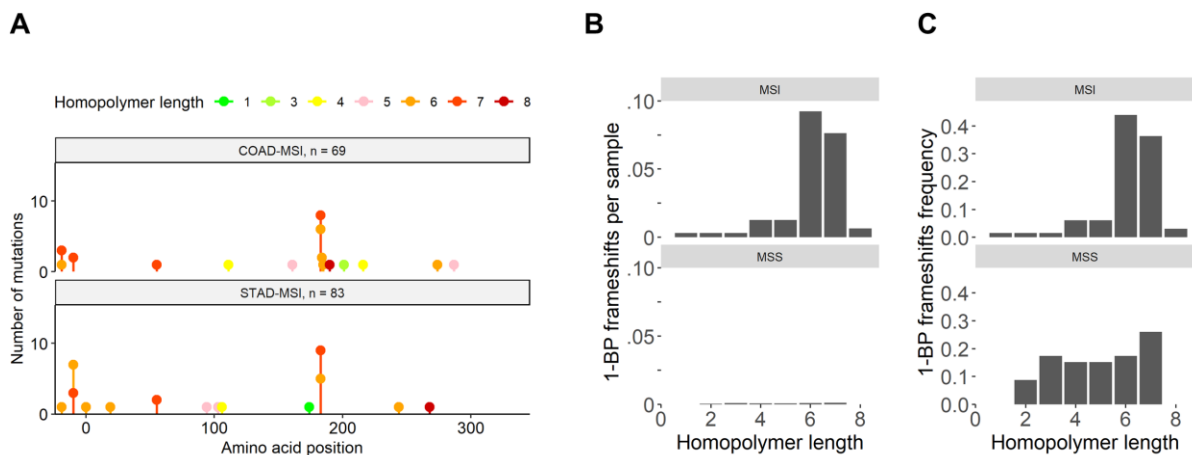 A
Homopolymer length 1 3 4 5 6 7 8
COAD-MSI, n = 69
10
0
STAD-MSI, n = 83
10
0
0 100 200 300
Number of mutations
Amino acid position
B
MSI
.10
.05
0
MSS
.10
.05
0
0 2 4 6 8
1-BP frameshifts per sample
Homopolymer length
C
MSI
0.4
0.3
0.2
0.1
0.0
MSS
0.4
0.3
0.2
0.1
0.0
0 2 4 6 8
1-BP frameshifts frequency
Homopolymer length